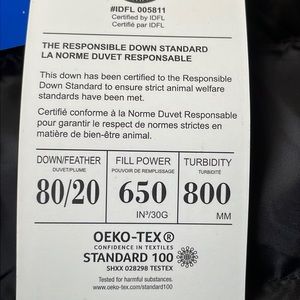 #IDFL 005811
Certified by IDFL
Certifié par IDFL
THE RESPONSIBLE DOWN STANDARD
LA NORME DUVET RESPONSABLE
This down has been certified to the Responsible
Down Standard to ensure strict animal welfare
standards have been met.
Certifié conforme à la Norme Duvet Responsable
pour garantir le respect de normes strictes en
matière de bien-être animal.
DOWN/FEATHER FILL POWER TURBIDITY
DUVET/PLUME POUVOIR DE REMPLISSAGE TURBIDITÉ
80/20 650 800
IN³/30G MM
OEKO-TEX®
CONFIDENCE IN TEXTILES
STANDARD 100
SHXX 028298 TESTEX
Tested for harmful substances.
www.oeko-tex.com/standard100